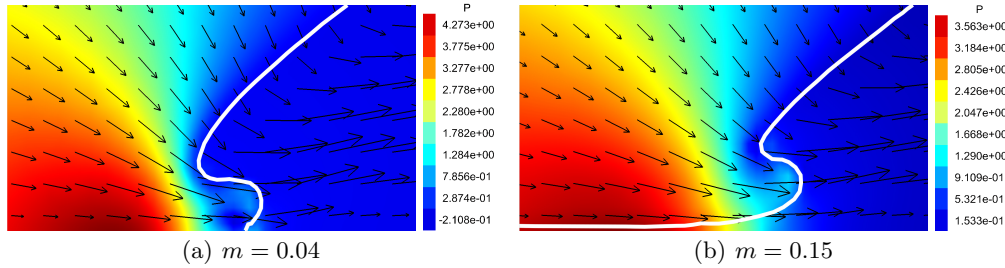 P
4.273e+00
3.775e+00
3.277e+00
2.778e+00
2.280e+00
1.782e+00
1.284e+00
7.856e-01
2.874e-01
-2.108e-01
(a) m = 0.04
P
3.563e+00
3.184e+00
2.805e+00
2.426e+00
2.047e+00
1.668e+00
1.290e+00
9.109e-01
5.321e-01
1.533e-01
(b) m = 0.15